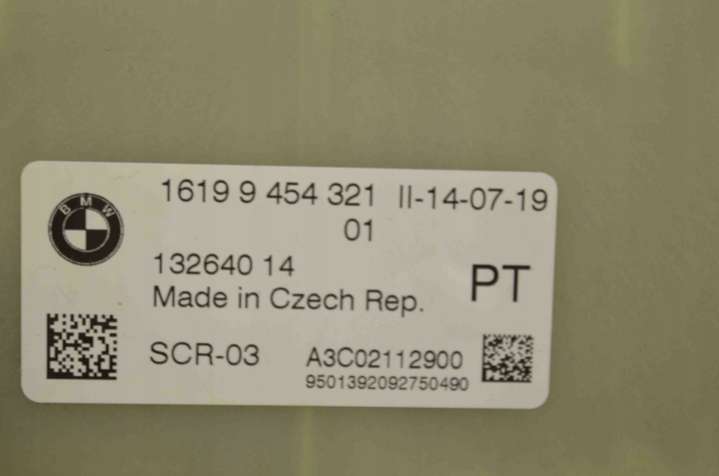 BMW
1619 9 454 321 II-14-07-19
01
132640 14
PT
Made in Czech Rep.
SCR-03 A3C02112900
9501392092750490